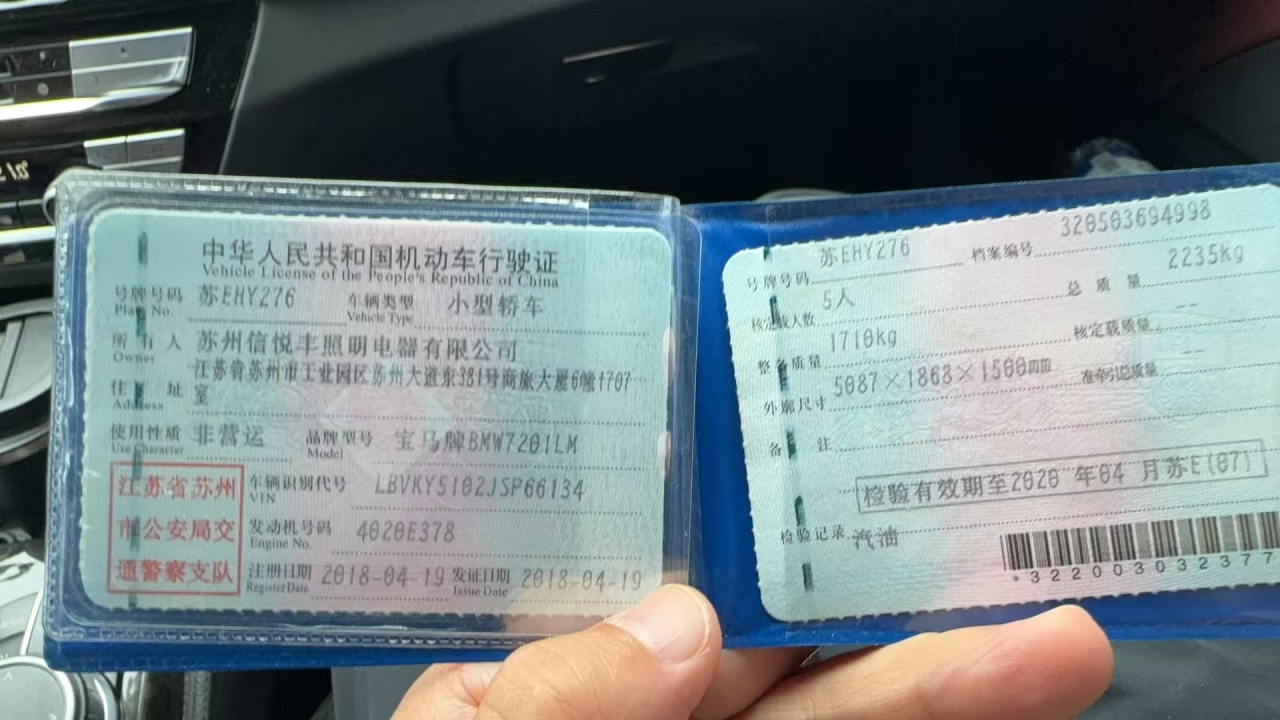 中华人民共和国机动车行驶证
Vehicle License of the People's Republic of China
号牌号码 苏EHY276 车辆类型 小型轿车
Plate No Vehicle Type
所有人 苏州信悦丰照明电器有限公司
Owner
住址 江苏省苏州市工业园区苏州大道东381号商旅大厦6幢1707室
Address
使用性质 非营运 品牌型号 宝马牌BMW7201LM
Use Character Model
江苏省苏州
市公安局交
通警察支队
车辆识别代号 LBVKY5102JSP66134
VIN
发动机号码 4020E378
Engine No.
注册日期 2018-04-19 发证日期 2018-04-19
Register Date Issue Date
号牌号码 苏EHY276 档案编号 320503694998
核定载人数 5人 总质量 2235kg
整备质量 1710kg 核定载质量 --
外廓尺寸 5087×1868×1500mm 准牵引总质量 --
备注
检验有效期至2020 年04 月苏E(07)
检验记录 汽油
*322003032377